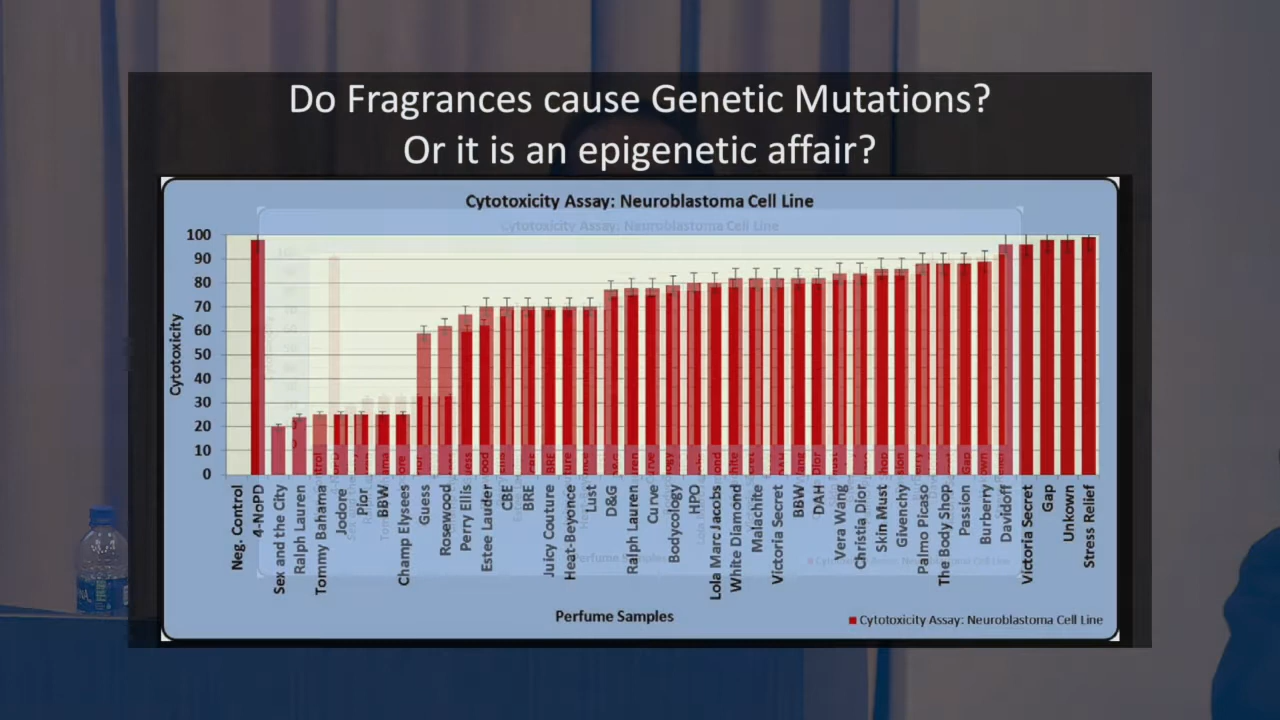 Do Fragrances cause Genetic Mutations?
Or it is an epigenetic affair?
Cytotoxicity Assay: Neuroblastoma Cell Line
Cytotoxicity Assay: Neuroblastoma Cell Line
100
90
80
70
60
50
40
30
20
10
0
Cytotoxicity
Neg. Control
4-NoPD
Sex and the City
Ralph Lauren
Tommy Bahama
Jodore
Pior
BBW
Champ Elysees
Guess
Rosewood
Perry Ellis
Estee Lauder
CBE
BRE
Juicy Couture
Heat-Beyonce
Lust
D&G
Ralph Lauren
Curve
Bodycology
HPO
Lola Marc Jacobs
White Diamond
Malachite
Victoria Secret
BBW
DAH
Vera Wang
Christia Dior
Skin Must
Givenchy
Palmo Picaso
The Body Shop
Passion
Burberry
Davidoff
Victoria Secret
Gap
Unkown
Stress Relief
Perfume Samples
Cytotoxicity Assay: Neuroblastoma Cell Line